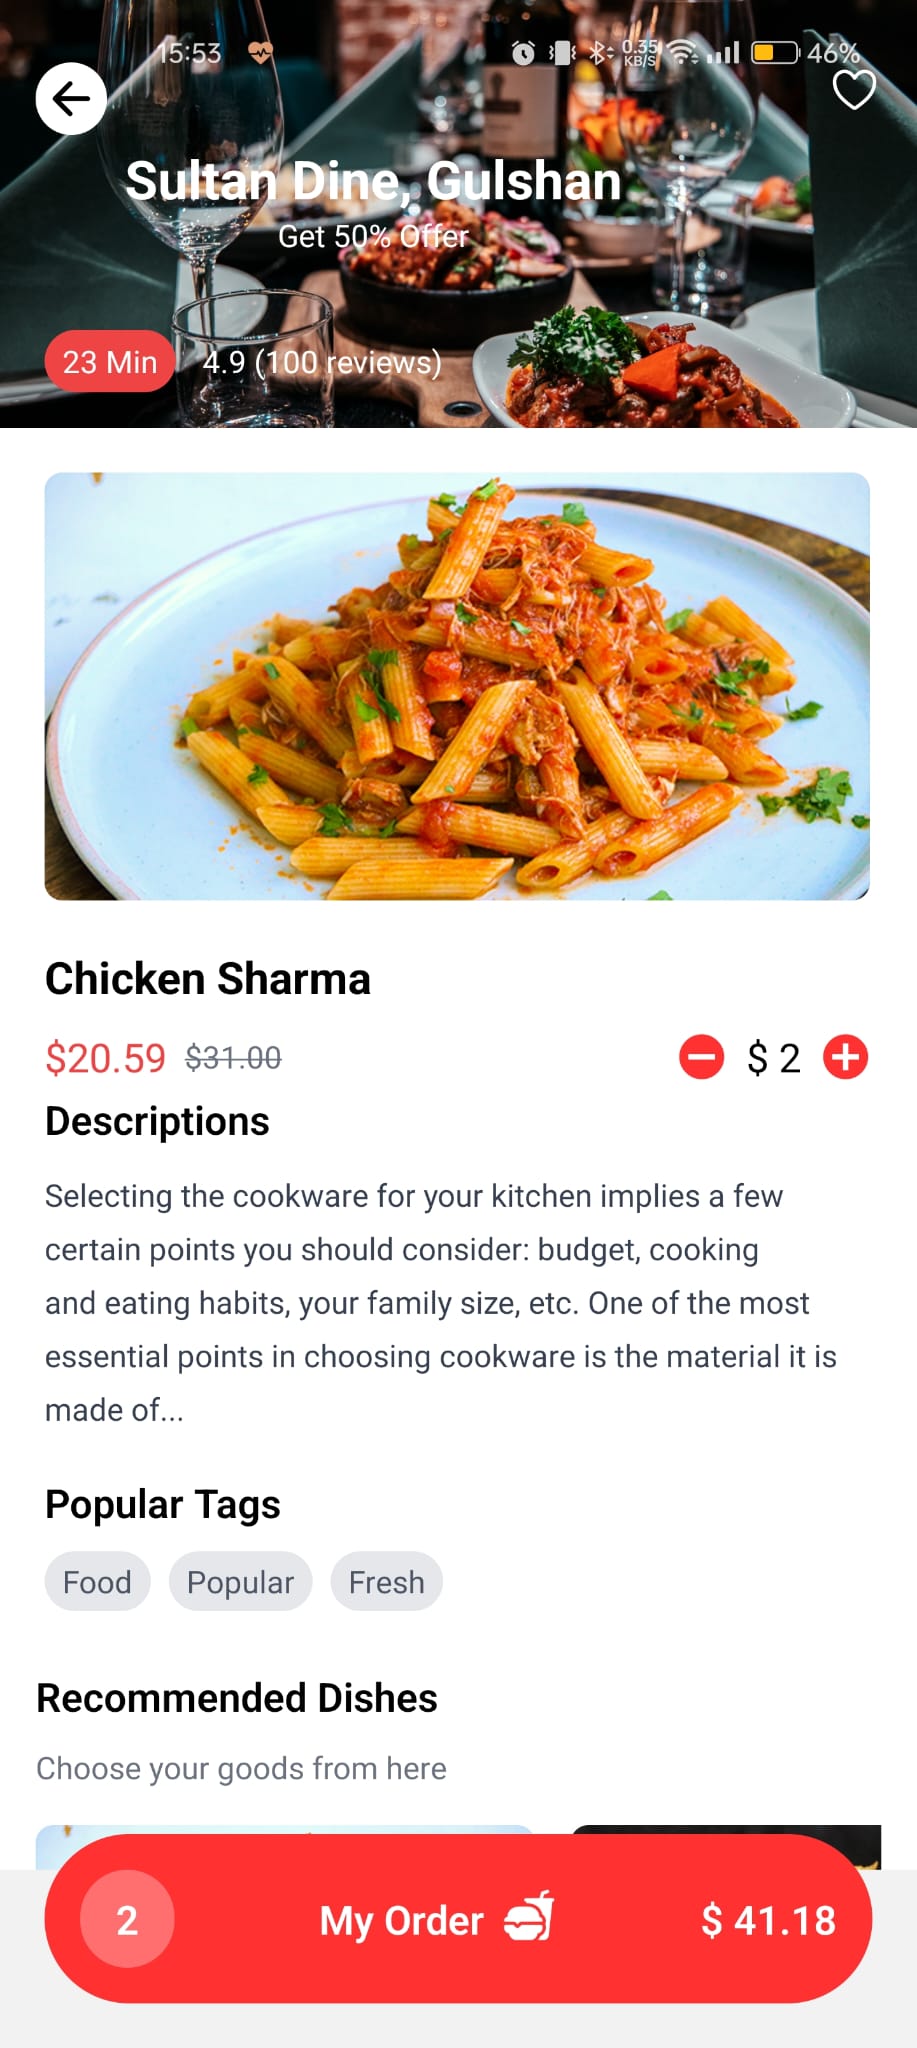 15:53
0.35
KB/S
46%
Sultan Dine, Gulshan
Get 50% Offer
23 Min
4.9 (100 reviews)
Chicken Sharma
$20.59 $31.00
$ 2
Descriptions
Selecting the cookware for your kitchen implies a few
certain points you should consider: budget, cooking
and eating habits, your family size, etc. One of the most
essential points in choosing cookware is the material it is
made of...
Popular Tags
Food Popular Fresh
Recommended Dishes
Choose your goods from here
2 My Order $ 41.18